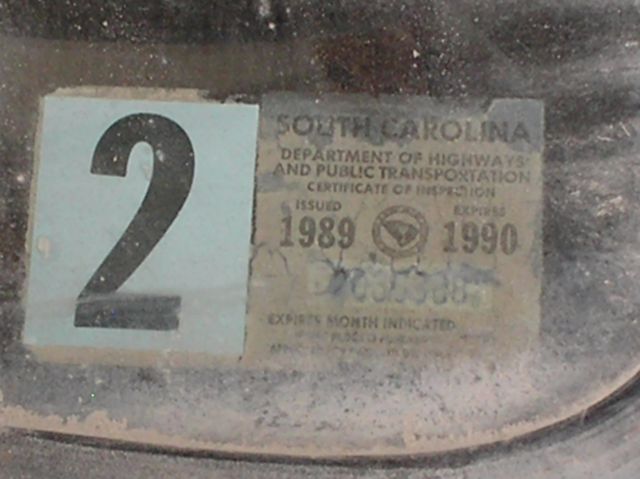 2
SOUTH CAROLINA
DEPARTMENT OF HIGHWAYS
AND PUBLIC TRANSPORTATION
CERTIFICATE OF INSPECTION
ISSUED EXPIRES
1989 1990
EXPIRES MONTH INDICATED